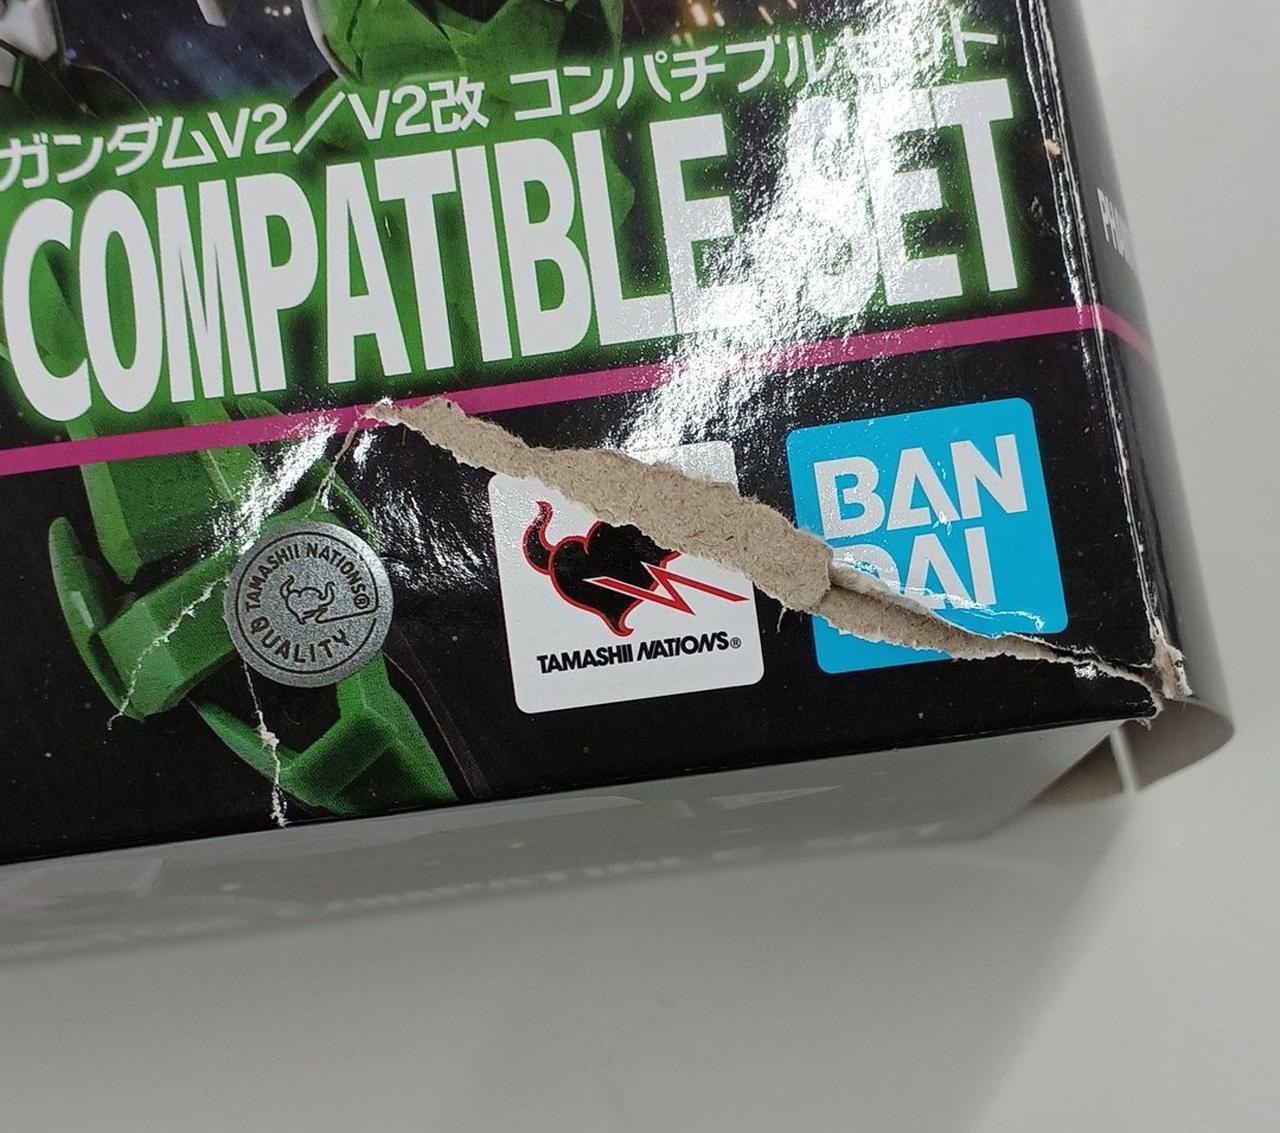 ガンダムV2／V2改 コンパチブルセット
COMPATIBLE SET
TAMASHII NATIONS®
QUALITY
TAMASHII NATIONS®
BAN
DAI